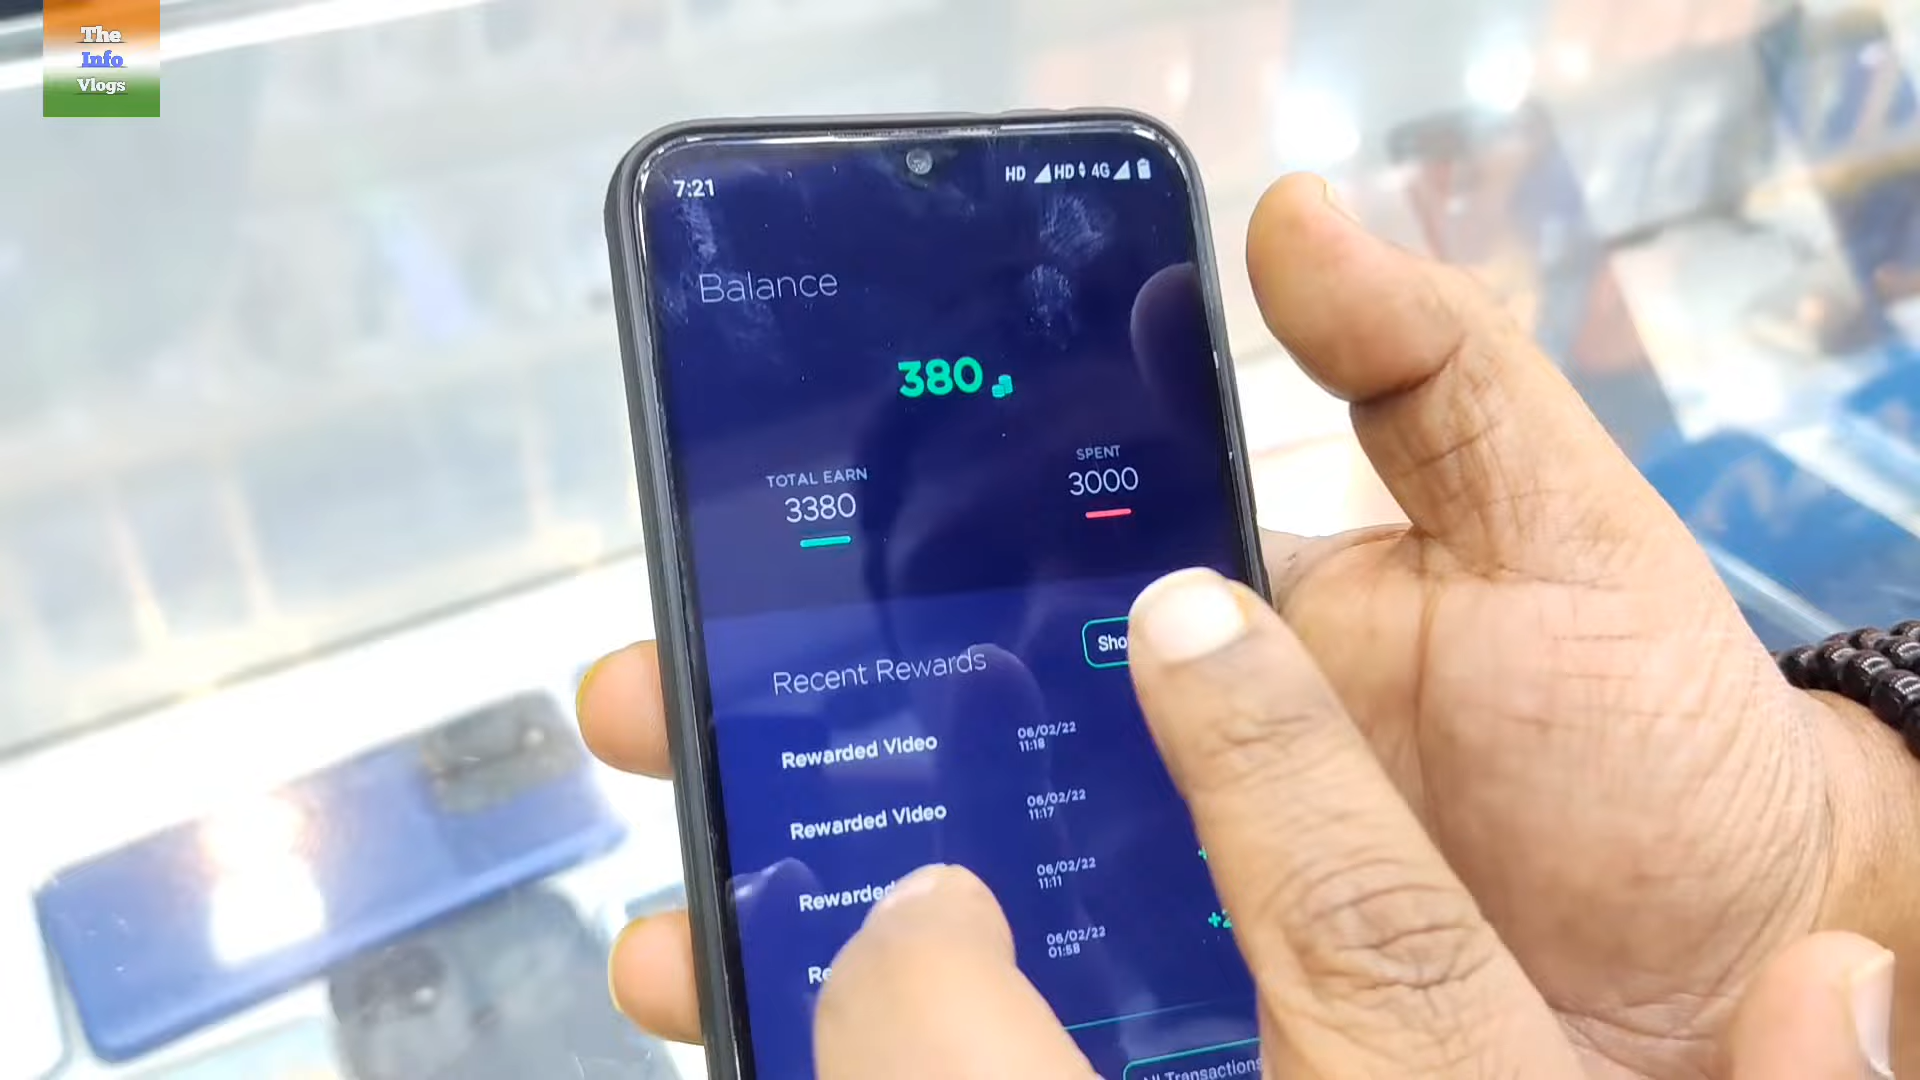 The
Info
Vlogs
7:21
HD HD 4G
Balance
380
TOTAL EARN
3380
SPENT
3000
Recent Rewards
Rewarded Video
06/02/22
11:18
Rewarded Video
06/02/22
11:17
Rewarded
06/02/22
11:11
06/02/22
01:58
Transactions